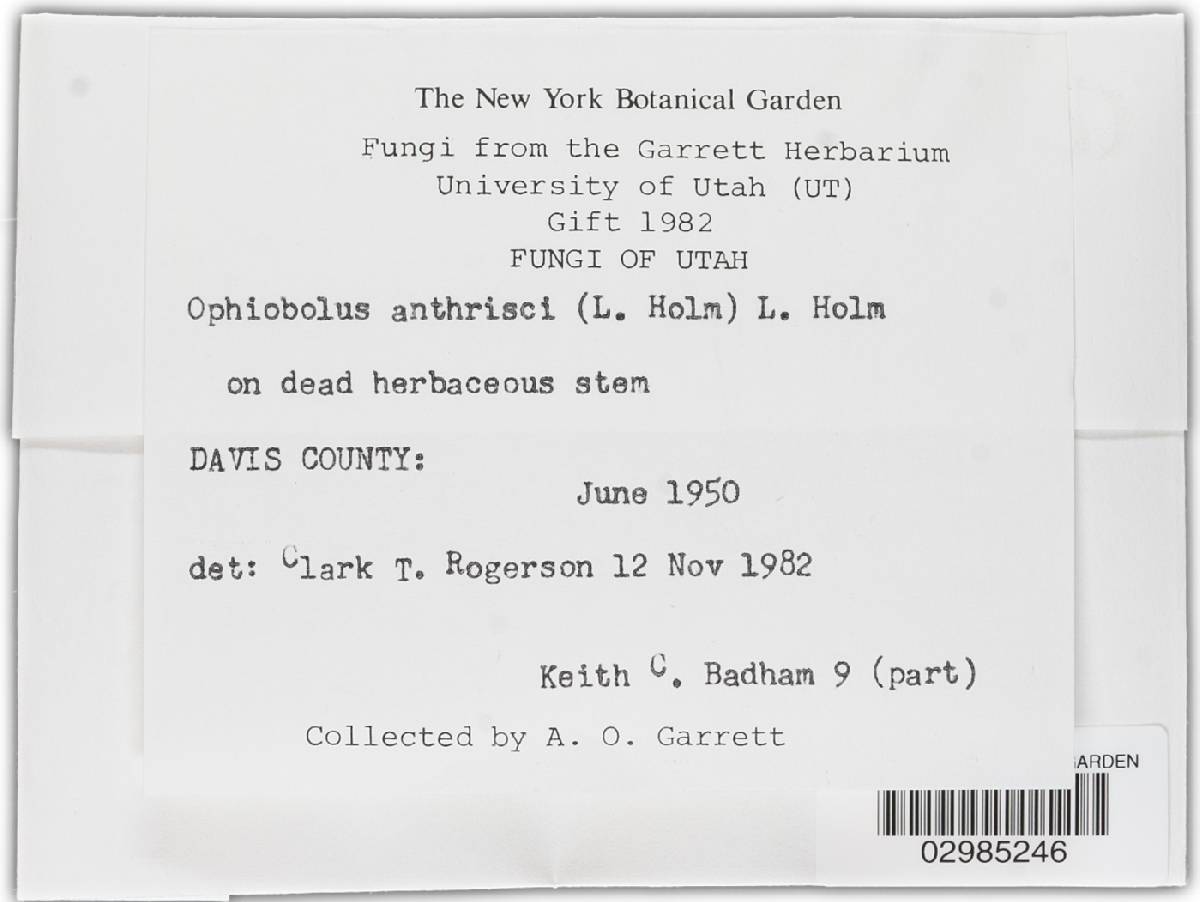 The New York Botanical Garden
Fungi from the Garrett Herbarium
University of Utah (UT)
Gift 1982
FUNGI OF UTAH
Ophiobolus anthrisci (L. Holm) L. Holm
on dead herbaceous stem
DAVIS COUNTY:
June 1950
det: Clark T. Rogerson 12 Nov 1982
Keith C. Badham 9 (part)
Collected by A. O. Garrett
ARDEN
02985246